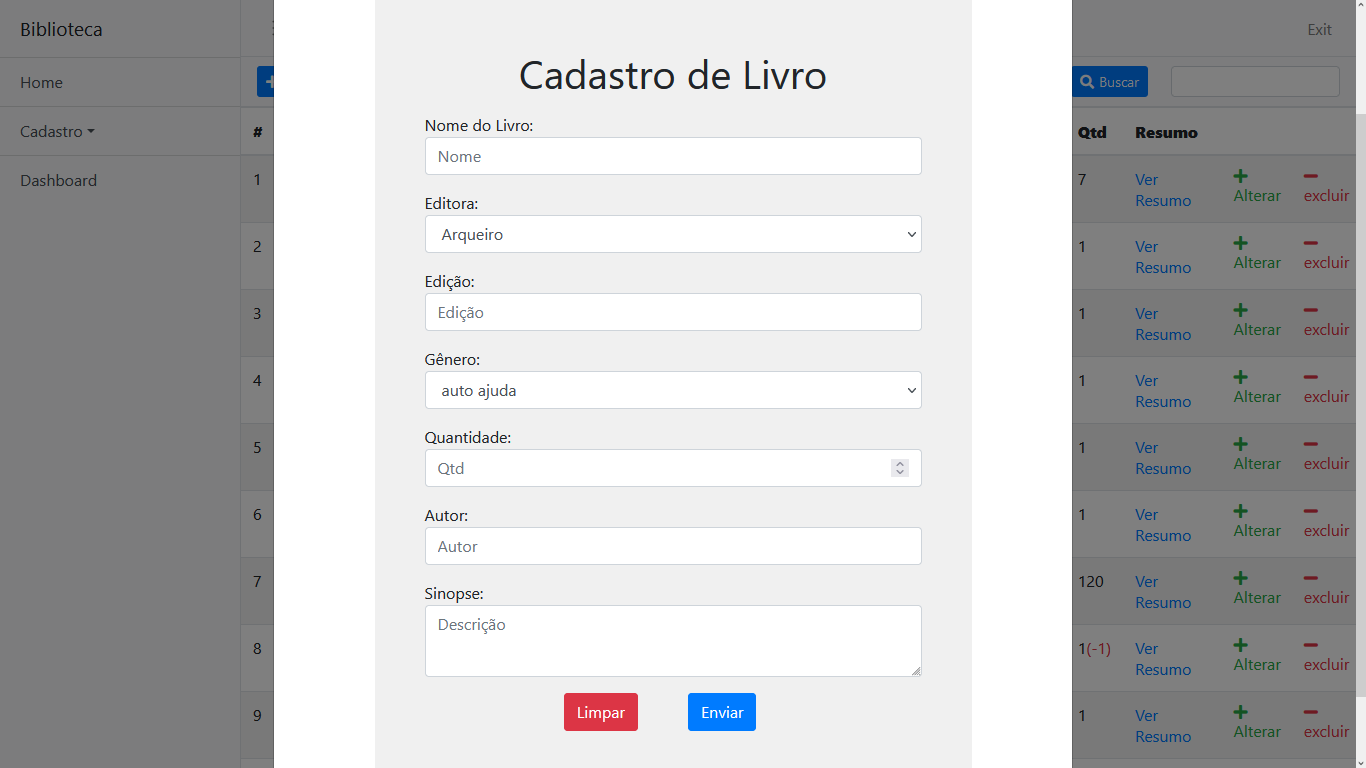 Biblioteca
Exit
Home
Buscar
Cadastro
Dashboard
# Qtd Resumo
1 7 Ver Resumo Alterar excluir
2 1 Ver Resumo Alterar excluir
3 1 Ver Resumo Alterar excluir
4 1 Ver Resumo Alterar excluir
5 1 Ver Resumo Alterar excluir
6 1 Ver Resumo Alterar excluir
7 120 Ver Resumo Alterar excluir
8 1(-1) Ver Resumo Alterar excluir
9 1 Ver Resumo Alterar excluir
Cadastro de Livro
Nome do Livro:
Nome
Editora:
Arqueiro
Edição:
Edição
Gênero:
auto ajuda
Quantidade:
Qtd
Autor:
Autor
Sinopse:
Descrição
Limpar Enviar